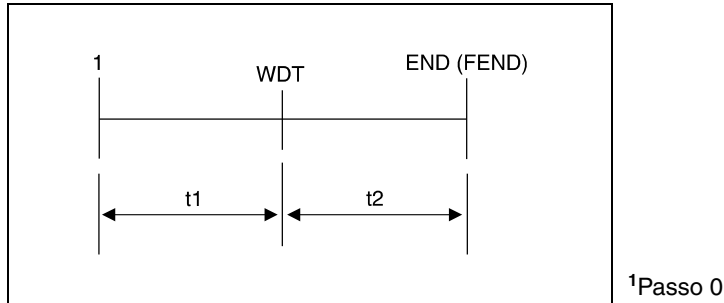 1
WDT
END (FEND)
t1
t2
¹Passo 0